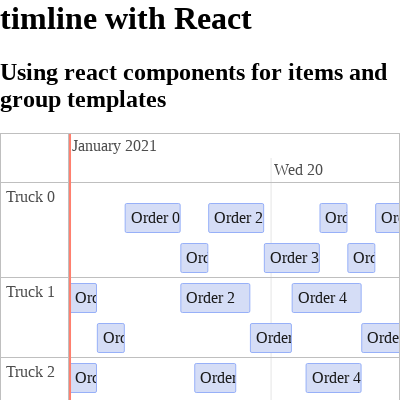 timline with React
Using react components for items and
group templates
January 2021
Wed 20
Truck 0
Order 0 Order 2 Orc Or
Orc Order 3 Orc
Truck 1
Orc Order 2 Order 4
Orc Order Orde
Truck 2
Orc Order Order 4